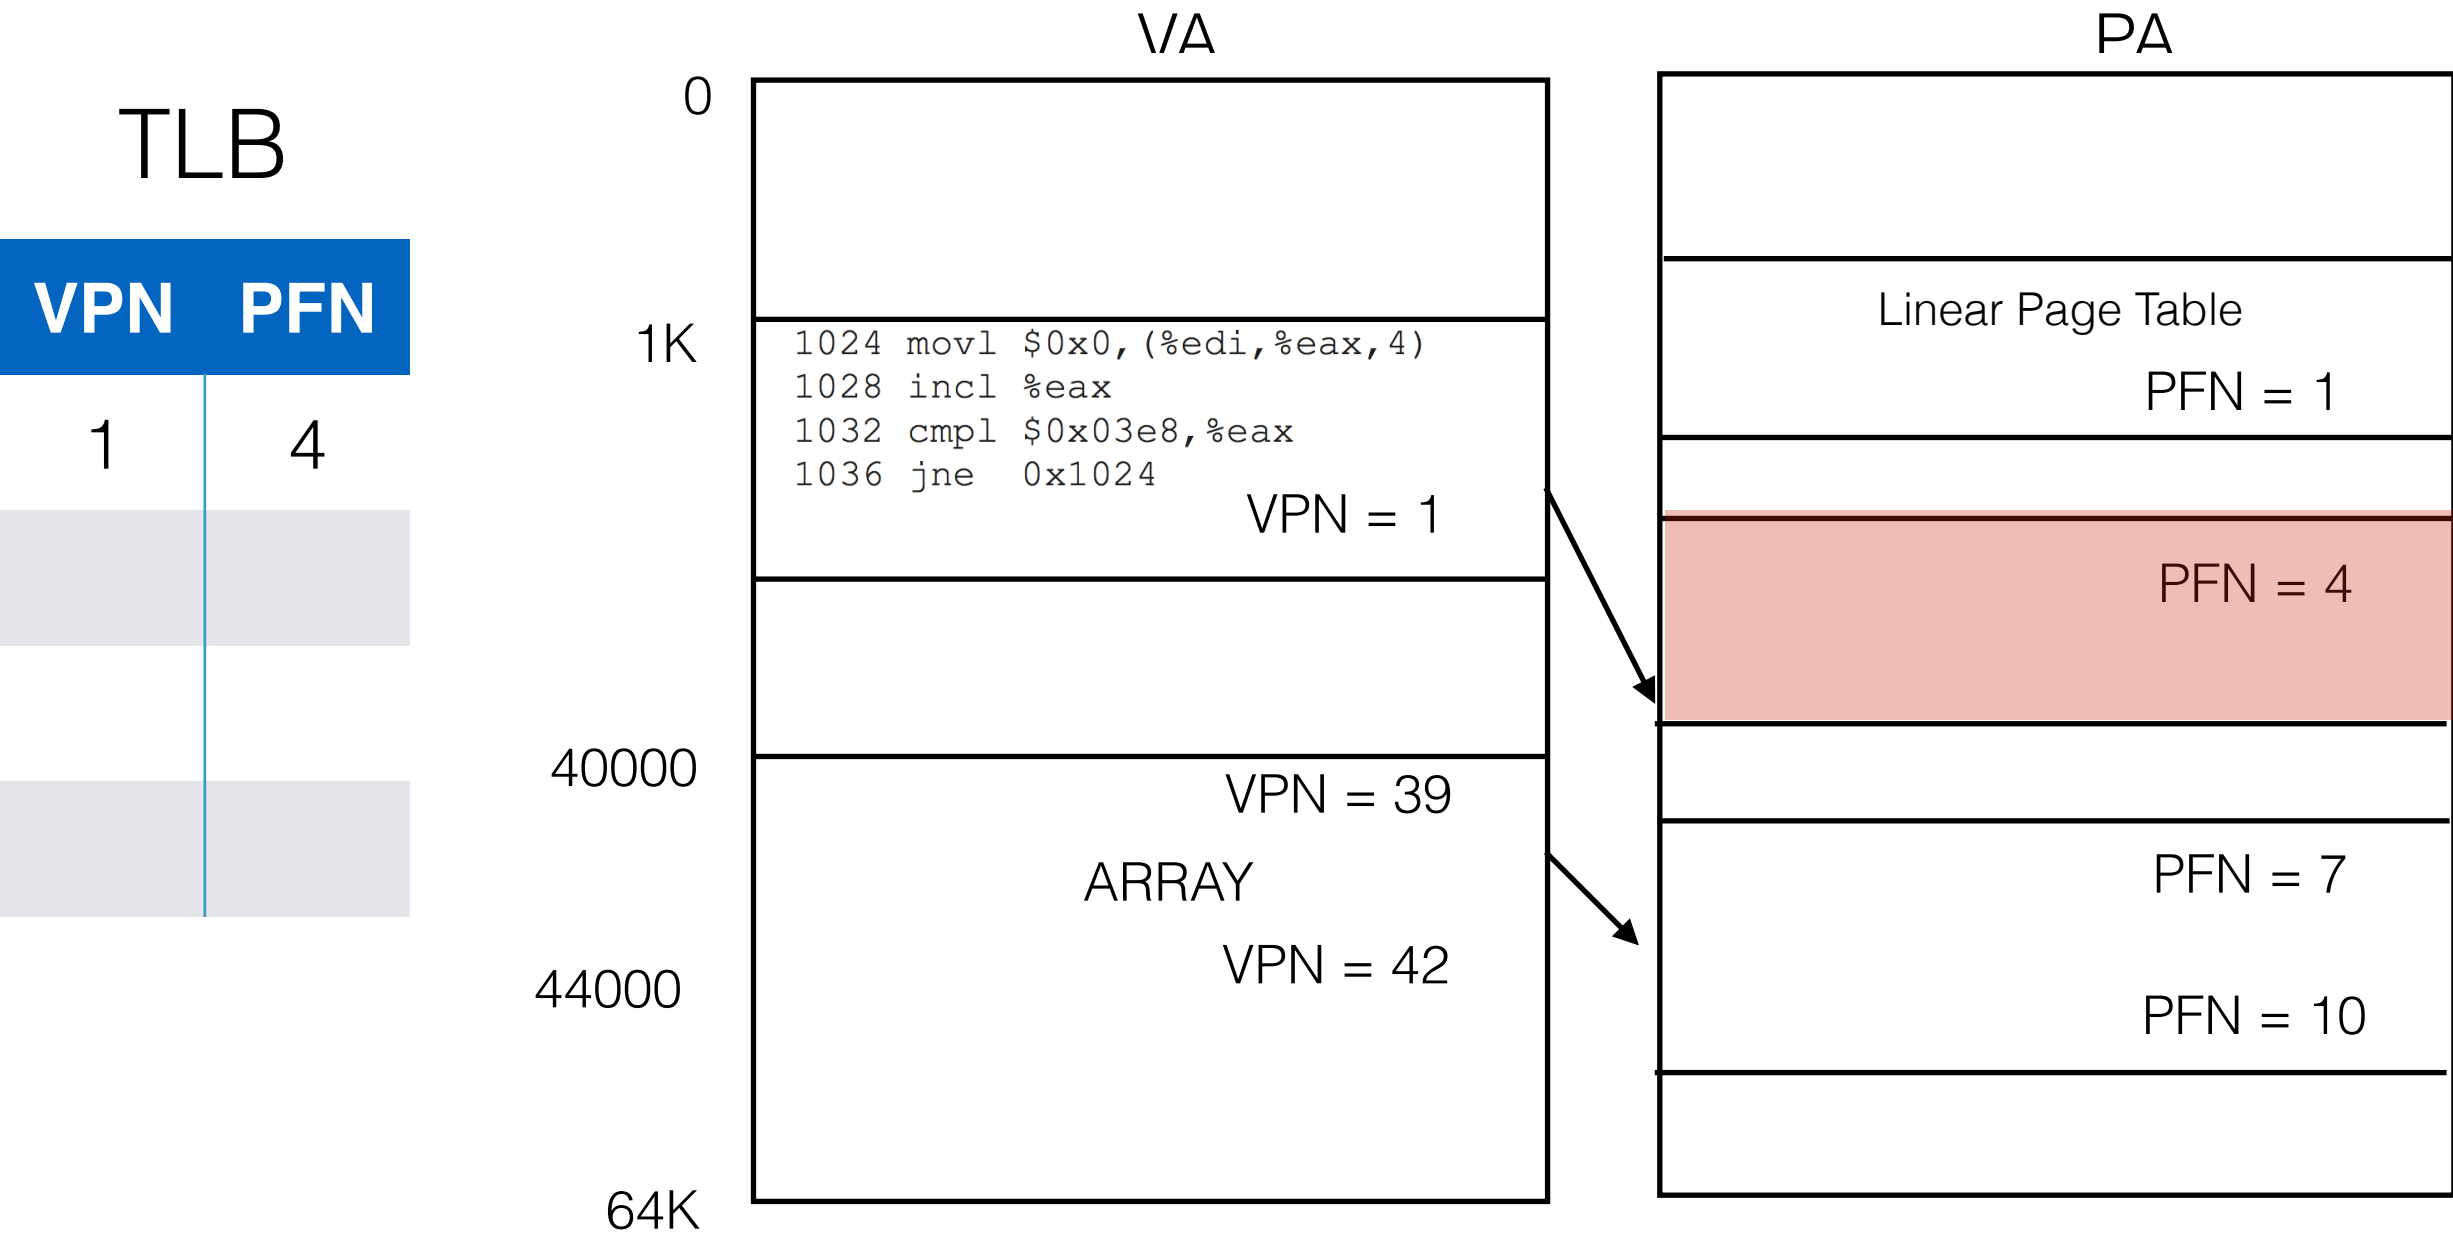 TLB
VPN PFN
1 4
VA
0
1K
1024 movl $0x0,(%edi,%eax,4)
1028 incl %eax
1032 cmpl $0x03e8,%eax
1036 jne 0x1024
VPN = 1
40000
VPN = 39
ARRAY
VPN = 42
44000
64K
PA
Linear Page Table
PFN = 1
PFN = 4
PFN = 7
PFN = 10